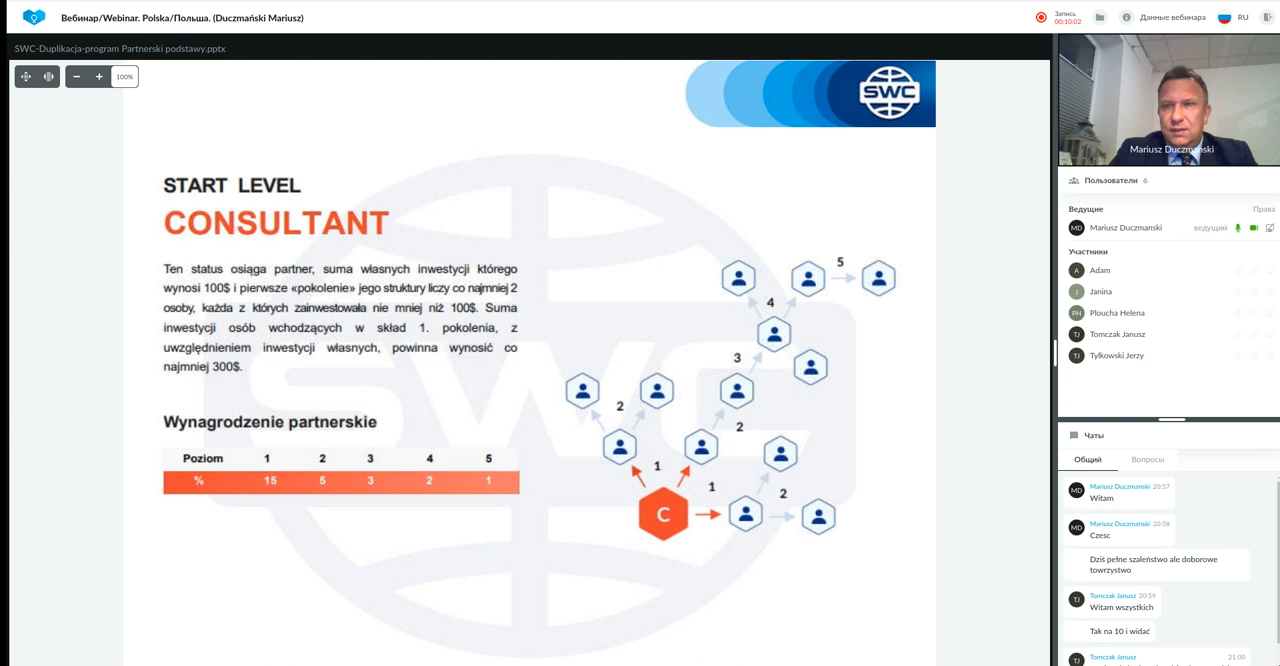 Вебинар/Webinar. Polska/Польша. (Duczmański Mariusz)
Запись
00:10:02
Данные вебинара
RU
SWC-Duplikacja-program Partnerski podstawy.pptx
100%
SWC
START LEVEL
CONSULTANT
Ten status osiąga partner, suma własnych inwestycji którego
wynosi 100$ i pierwsze «pokolenie» jego struktury liczy co najmniej 2
osoby, każda z których zainwestowała nie mniej niż 100$. Suma
inwestycji osób wchodzących w skład 1. pokolenia, z
uwzględnieniem inwestycji własnych, powinna wynosić co
najmniej 300$.
Wynagrodzenie partnerskie
Poziom 1 2 3 4 5
% 15 5 3 2 1
5
4
3
2
2
1
1
2
C
SWC
Mariusz Duczmański
Пользователи 6
Ведущие Права
MD Mariusz Duczmanski ведущий
Участники
A Adam
J Janina
PH Ploucha Helena
TJ Tomczak Janusz
TJ Tylkowski Jerzy
Чаты
Общий Вопросы
MD Mariusz Duczmanski 20:57
Witam
MD Mariusz Duczmanski 20:58
Czesc
Dziś pełne szaleństwo ale doborowe
towrzystwo
TJ Tomczak Janusz 20:59
Witam wszystkich
Tak na 10 i widać
TJ Tomczak Janusz 21:00